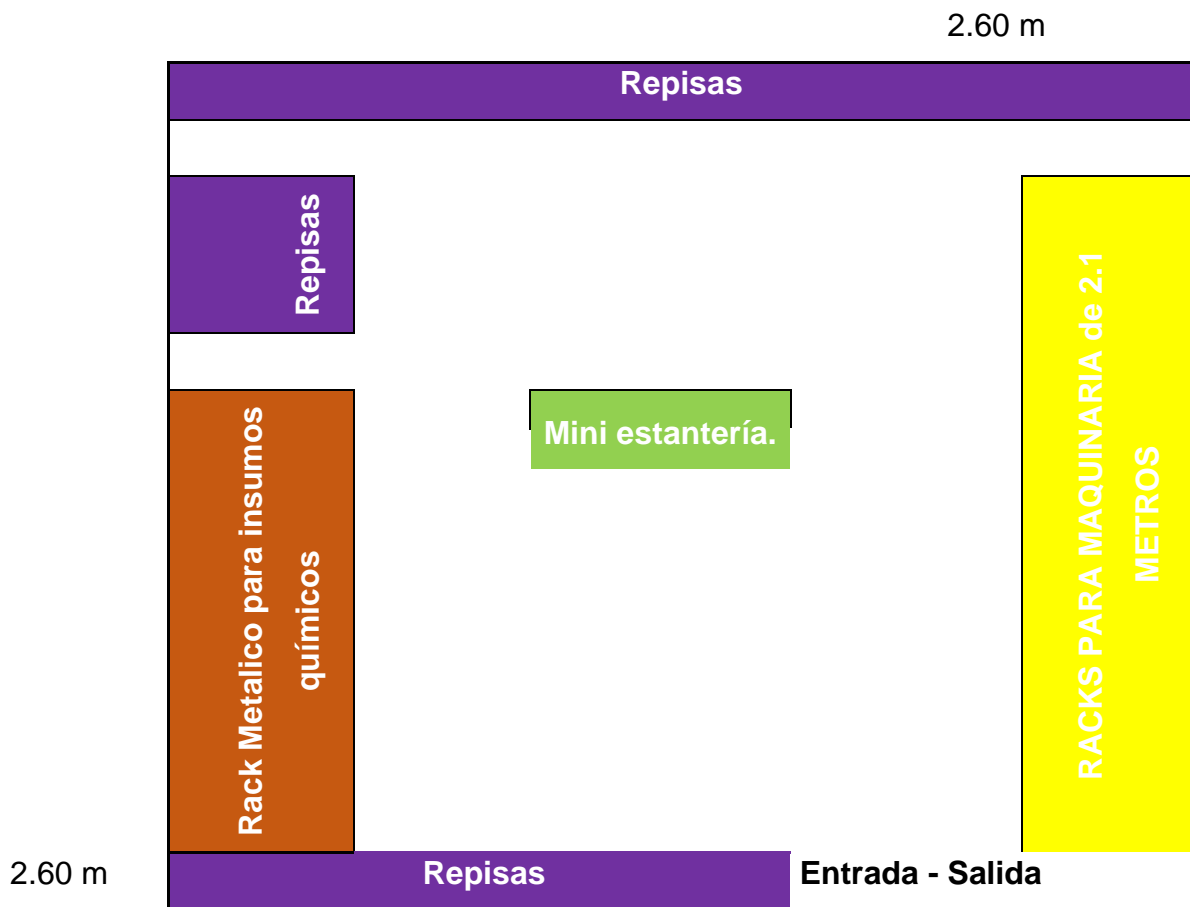 2.60 m
Repisas
Repisas
Rack Metalico para insumos
químicos
Mini estantería.
RACKS PARA MAQUINARIA de 2.1
METROS
2.60 m
Repisas
Entrada - Salida